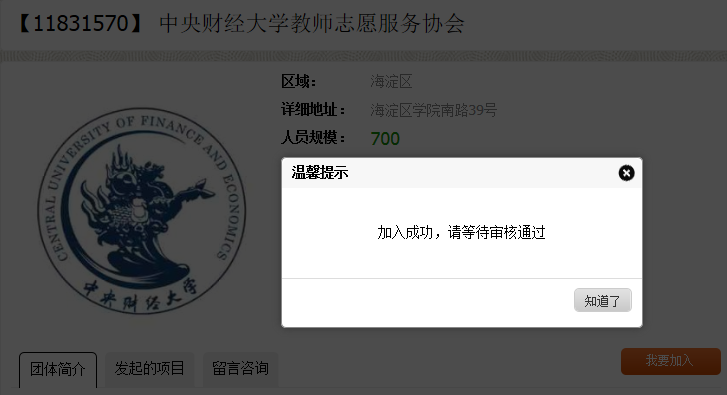 【11831570】 中央财经大学教师志愿服务协会
区域： 海淀区
详细地址： 海淀区学院南路39号
人员规模： 700
CENTRAL UNIVERSITY OF FINANCE AND ECONOMICS
中央财经大学
温馨提示
加入成功，请等待审核通过
知道了
团体简介 发起的项目 留言咨询 我要加入